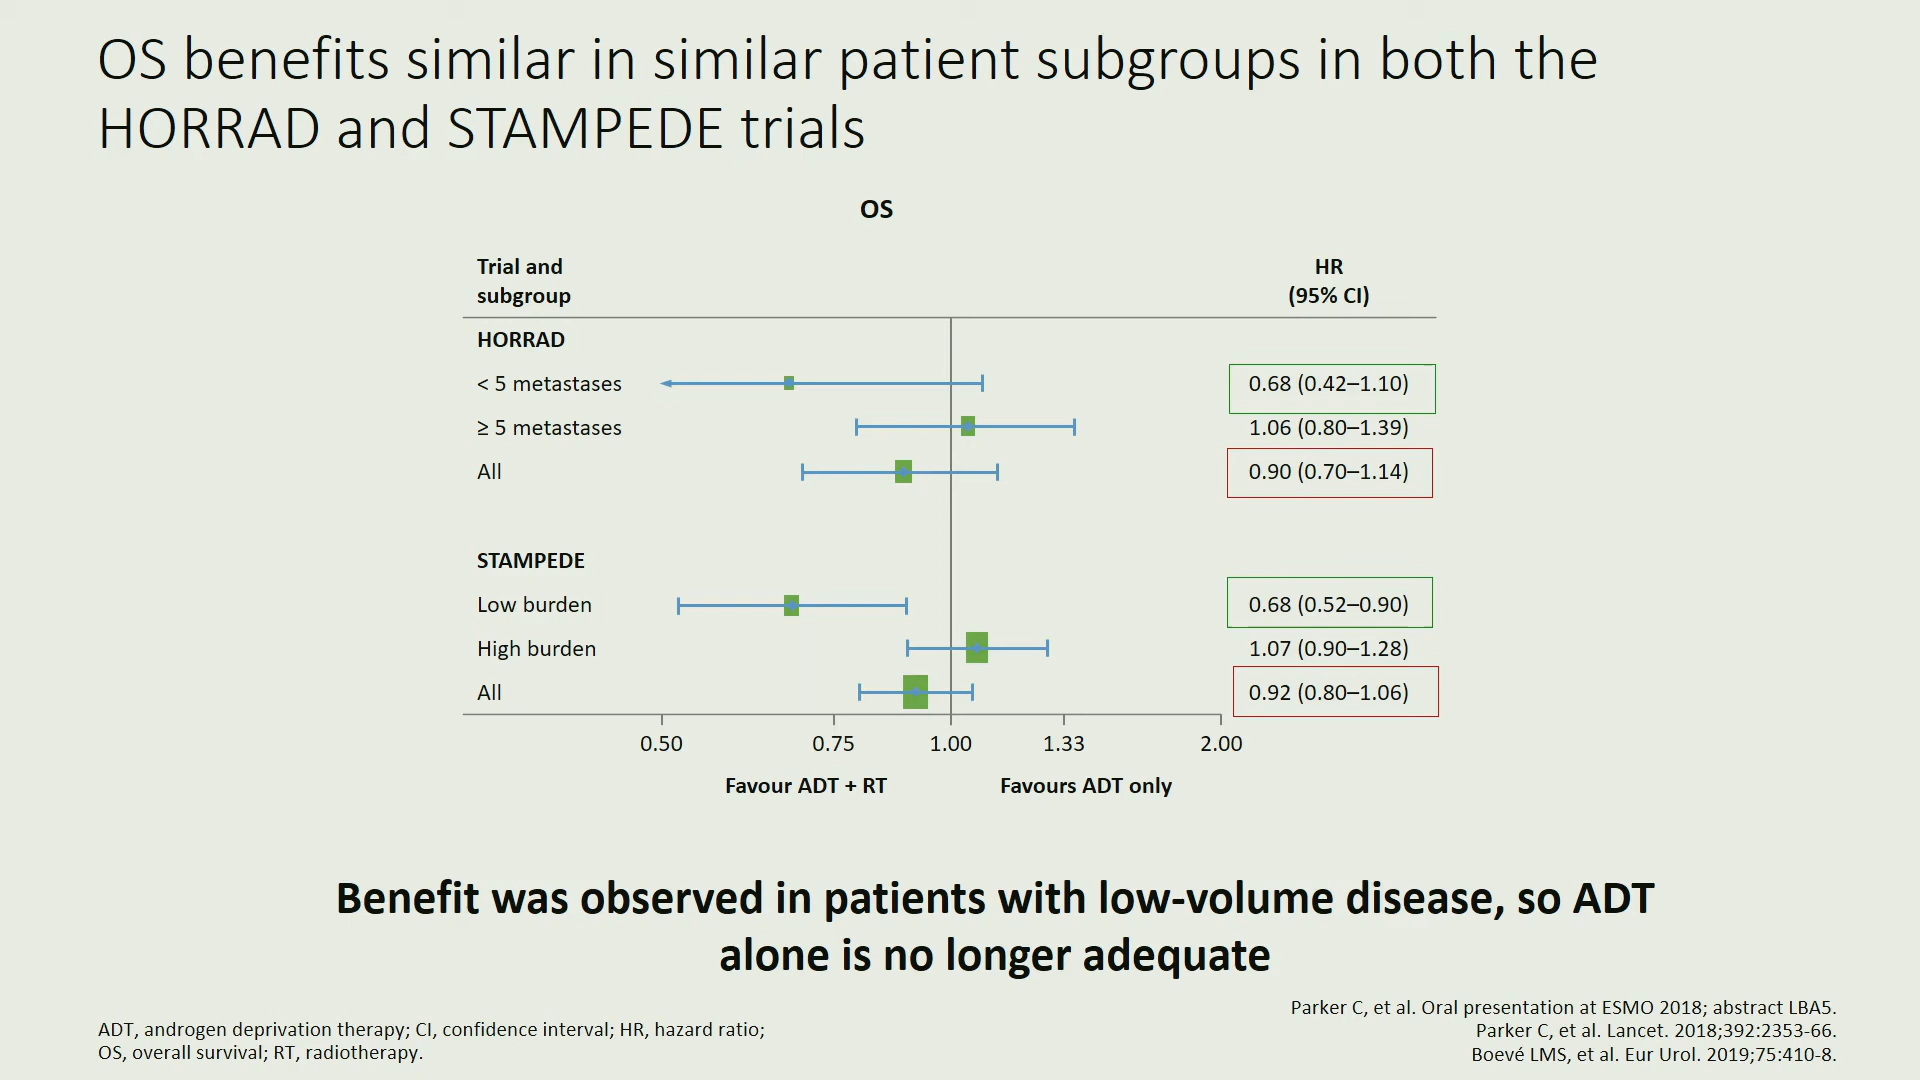 OS benefits similar in similar patient subgroups in both the
HORRAD and STAMPEDE trials
OS
Trial and
subgroup
HR
(95% CI)
HORRAD
< 5 metastases 0.68 (0.42–1.10)
≥ 5 metastases 1.06 (0.80–1.39)
All 0.90 (0.70–1.14)
STAMPEDE
Low burden 0.68 (0.52–0.90)
High burden 1.07 (0.90–1.28)
All 0.92 (0.80–1.06)
0.50 0.75 1.00 1.33 2.00
Favour ADT + RT Favours ADT only
Benefit was observed in patients with low-volume disease, so ADT
alone is no longer adequate
ADT, androgen deprivation therapy; CI, confidence interval; HR, hazard ratio;
OS, overall survival; RT, radiotherapy.
Parker C, et al. Oral presentation at ESMO 2018; abstract LBA5.
Parker C, et al. Lancet. 2018;392:2353-66.
Boevé LMS, et al. Eur Urol. 2019;75:410-8.